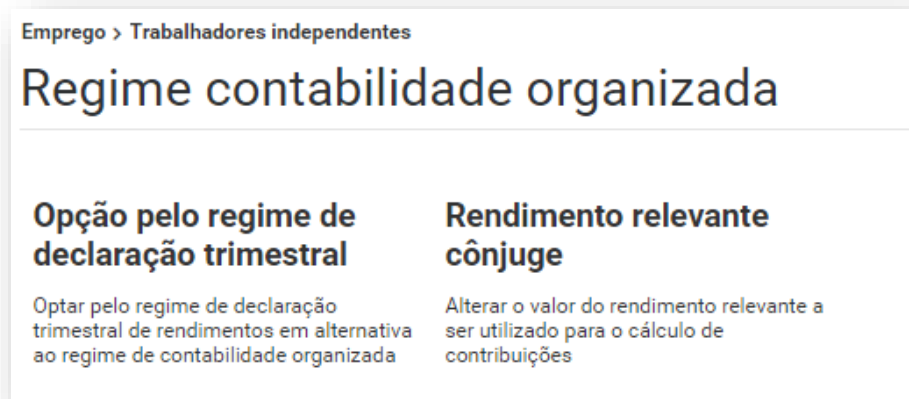 Emprego > Trabalhadores independentes
Regime contabilidade organizada
Opção pelo regime de
declaração trimestral
Optar pelo regime de declaração
trimestral de rendimentos em alternativa
ao regime de contabilidade organizada
Rendimento relevante
cônjuge
Alterar o valor do rendimento relevante a
ser utilizado para o cálculo de
contribuições